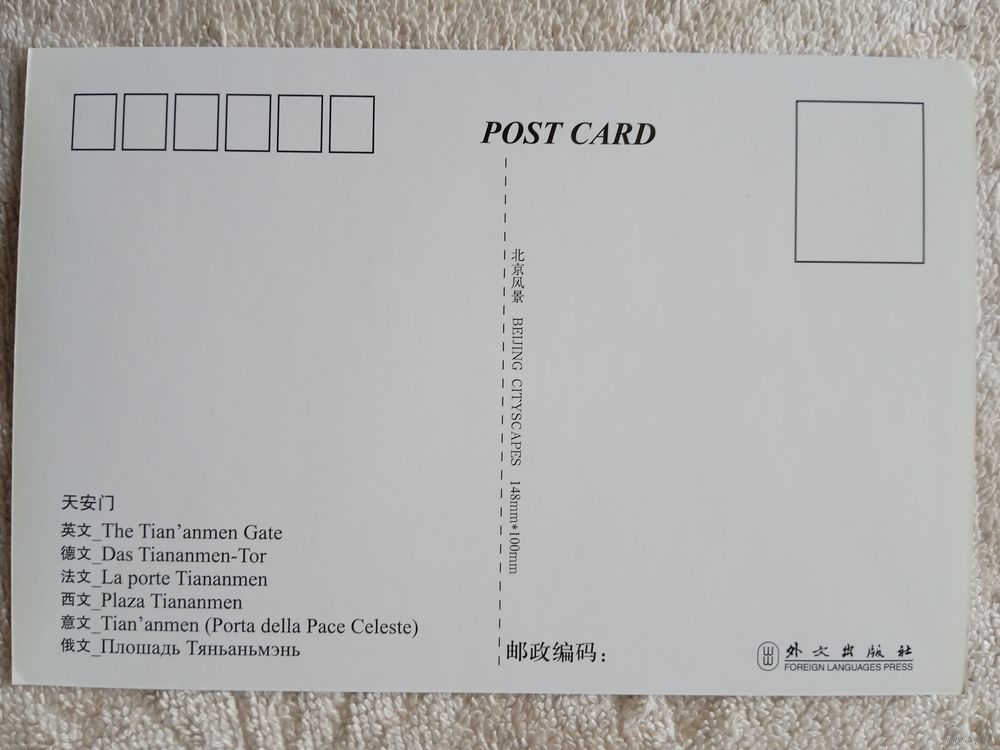 POST CARD
北京风景 BEIJING CITYSCAPES 148mm*100mm
天安门
英文_The Tian’anmen Gate
德文_Das Tiananmen-Tor
法文_La porte Tiananmen
西文_Plaza Tiananmen
意文_Tian’anmen (Porta della Pace Celeste)
俄文_Плошадь Тяньаньмэнь
邮政编码：
外文出版社
FOREIGN LANGUAGES PRESS